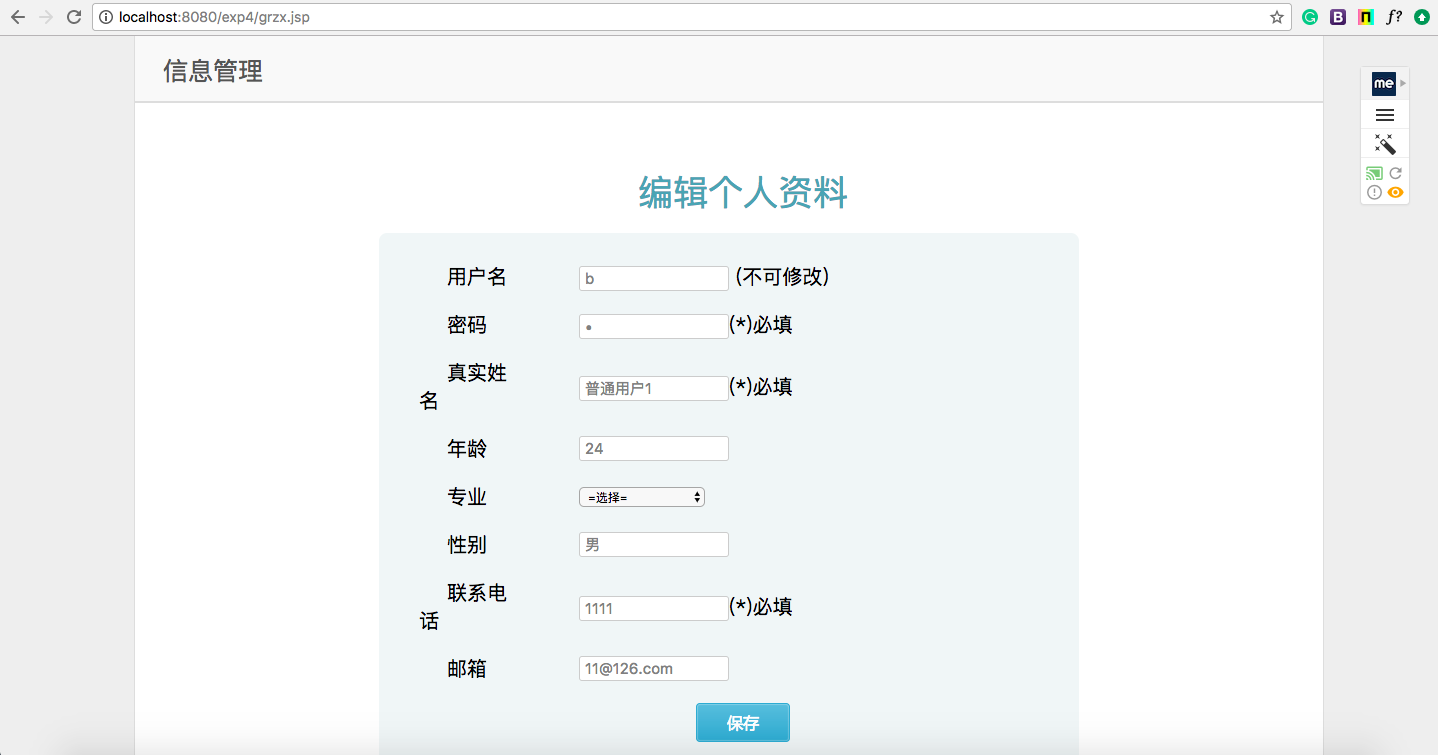 localhost:8080/exp4/grzx.jsp
信息管理
me
编辑个人资料
用户名 b (不可修改)
密码 • (*)必填
真实姓
名 普通用户1 (*)必填
年龄 24
专业 =选择=
性别 男
联系电
话 1111 (*)必填
邮箱 11@126.com
保存